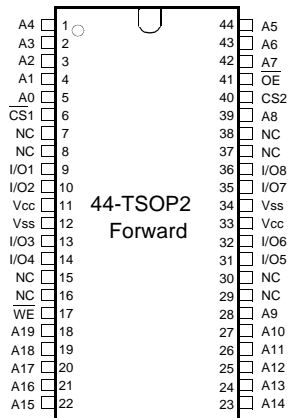 A4 1 44 A5
A3 2 43 A6
A2 3 42 A7
A1 4 41 O̅E̅
A0 5 40 CS2
C̅S̅1̅ 6 39 A8
NC 7 38 NC
NC 8 37 NC
I/O1 9 36 I/O8
I/O2 10 35 I/O7
Vcc 11 34 Vss
Vss 12 33 Vcc
I/O3 13 32 I/O6
I/O4 14 31 I/O5
NC 15 30 NC
NC 16 29 NC
W̅E̅ 17 28 A9
A19 18 27 A10
A18 19 26 A11
A17 20 25 A12
A16 21 24 A13
A15 22 23 A14
44-TSOP2
Forward